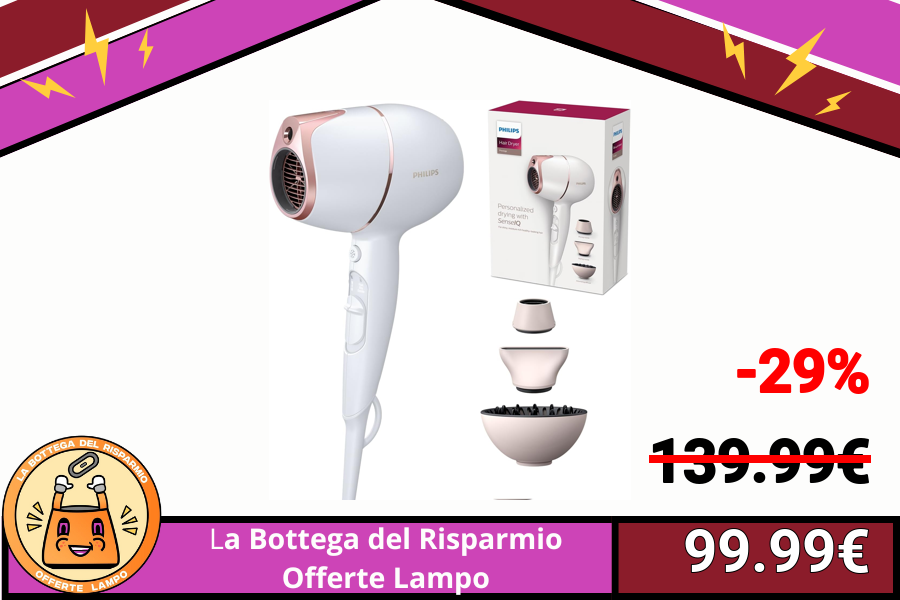 PHILIPS
PHILIPS
Hair Dryer
Personalized
drying with
SenseIQ
-29%
139.99€
LA BOTTEGA DEL RISPARMIO
OFFERTE LAMPO
La Bottega del Risparmio
Offerte Lampo
99.99€